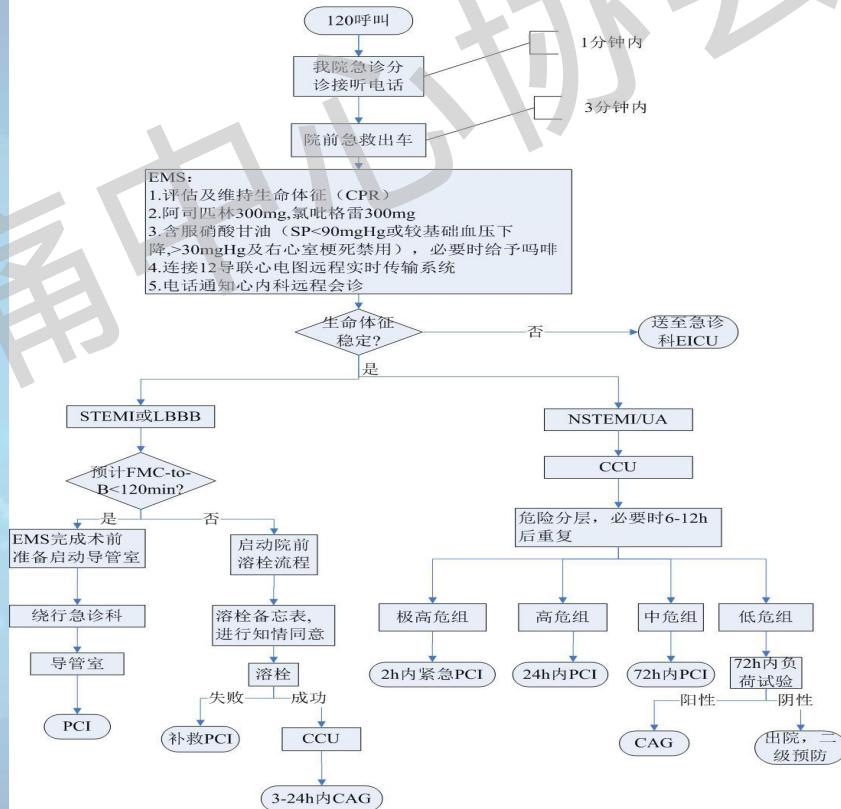 120呼叫
1分钟内
我院急诊分
诊接听电话
3分钟内
院前急救出车
EMS：
1.评估及维持生命体征（CPR）
2.阿司匹林300mg,氯吡格雷300mg
3.含服硝酸甘油（SP<90mgHg或较基础血压下
降,>30mgHg及右心室梗死禁用），必要时给予吗啡
4.连接12导联心电图远程实时传输系统
5.电话通知心内科远程会诊
生命体征
稳定？
否
送至急诊
科EICU
是
STEMI或LBBB
NSTEMI/UA
预计FMC-to-
B<120min?
CCU
是
否
危险分层，必要时6-12h
后重复
EMS完成术前
准备启动导管室
启动院前
溶栓流程
绕行急诊科
溶栓备忘表,
进行知情同意
极高危组
高危组
中危组
低危组
导管室
溶栓
2h内紧急PCI
24h内PCI
72h内PCI
72h内负
荷试验
失败
成功
阳性
阴性
PCI
补救PCI
CCU
CAG
出院，二
级预防
3-24h内CAG
痛中心协会